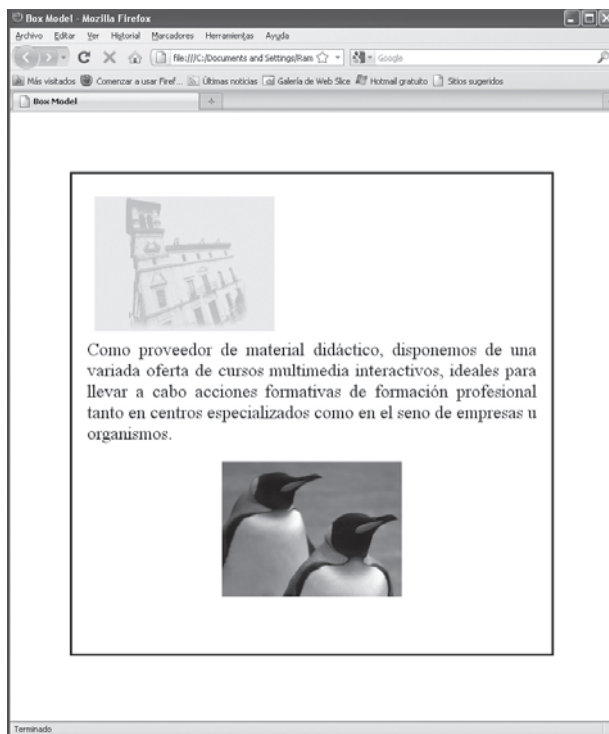 Box Model - Mozilla Firefox
Archivo Editar Ver Historial Marcadores Herramientas Ayuda
file:///C:/Documents and Settings/Ram
Google
Más visitados Comenzar a usar Firef... Últimas noticias Galería de Web Slice Hotmail gratuito Sitios sugeridos
Box Model
Como proveedor de material didáctico, disponemos de una
variada oferta de cursos multimedia interactivos, ideales para
llevar a cabo acciones formativas de formación profesional
tanto en centros especializados como en el seno de empresas u
organismos.
Terminado